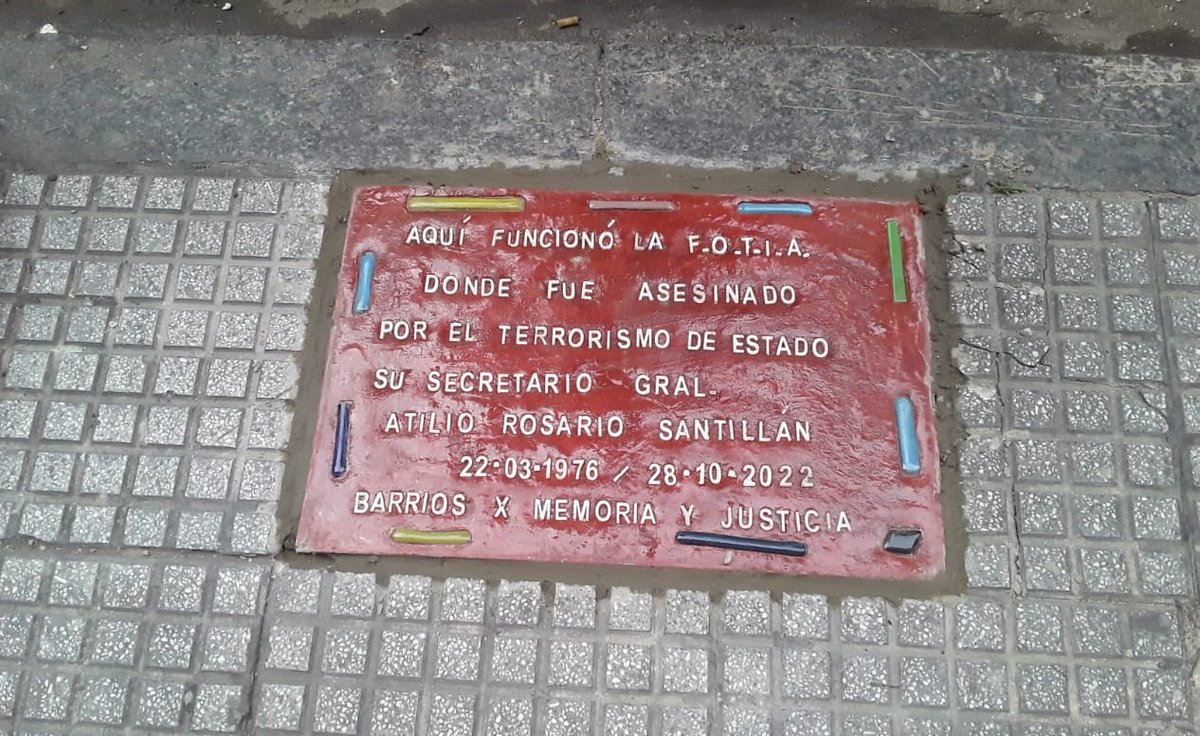 AQUÍ FUNCIONÓ LA F.O.T.I.A.
DONDE FUE ASESINADO
POR EL TERRORISMO DE ESTADO
SU SECRETARIO GRAL.
ATILIO ROSARIO SANTILLÁN
22·03·1976 / 28·10·2022
BARRIOS X MEMORIA Y JUSTICIA